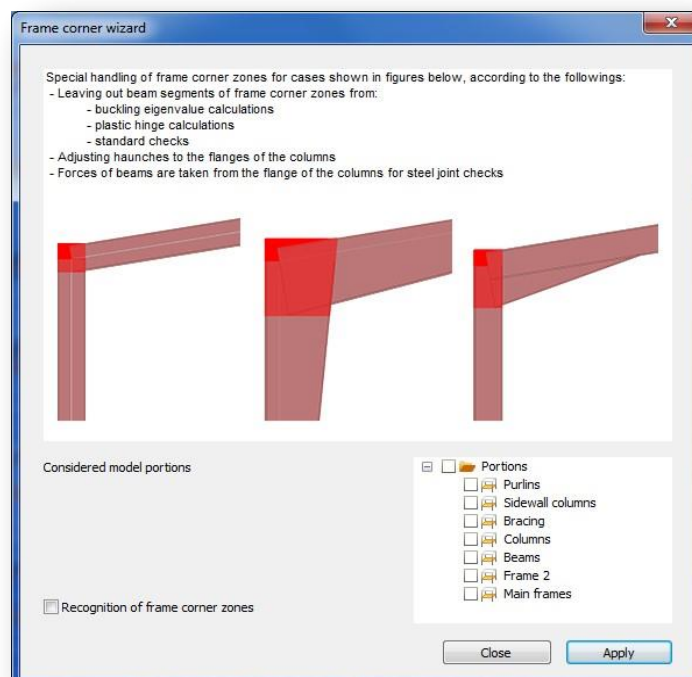 Frame corner wizard
Special handling of frame corner zones for cases shown in figures below, according to the followings:
- Leaving out beam segments of frame corner zones from:
- buckling eigenvalue calculations
- plastic hinge calculations
- standard checks
- Adjusting haunches to the flanges of the columns
- Forces of beams are taken from the flange of the columns for steel joint checks
Considered model portions
Portions
Purlins
Sidewall columns
Bracing
Columns
Beams
Frame 2
Main frames
Recognition of frame corner zones
Close
Apply